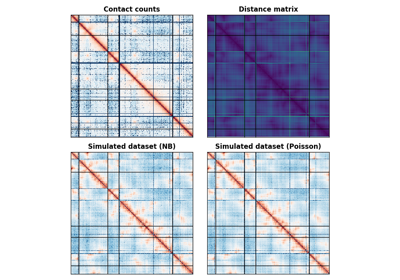 Contact counts
Distance matrix
Simulated dataset (NB)
Simulated dataset (Poisson)